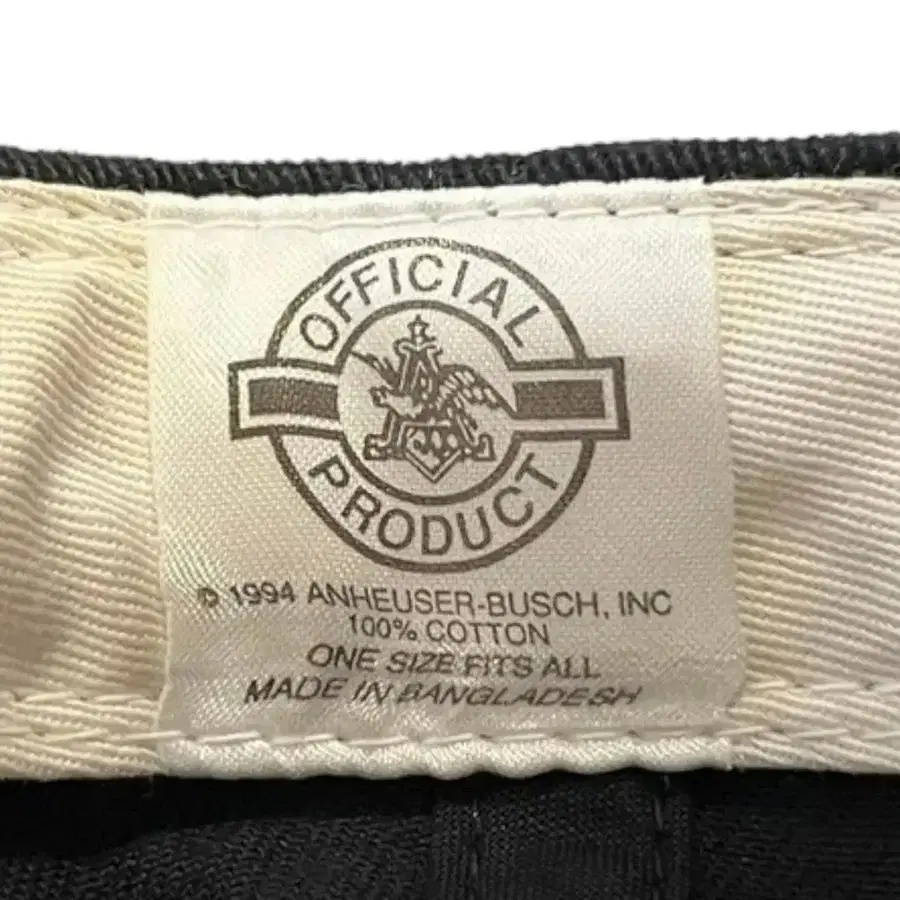 OFFICIAL
PRODUCT
© 1994 ANHEUSER-BUSCH, INC
100% COTTON
ONE SIZE FITS ALL
MADE IN BANGLADESH